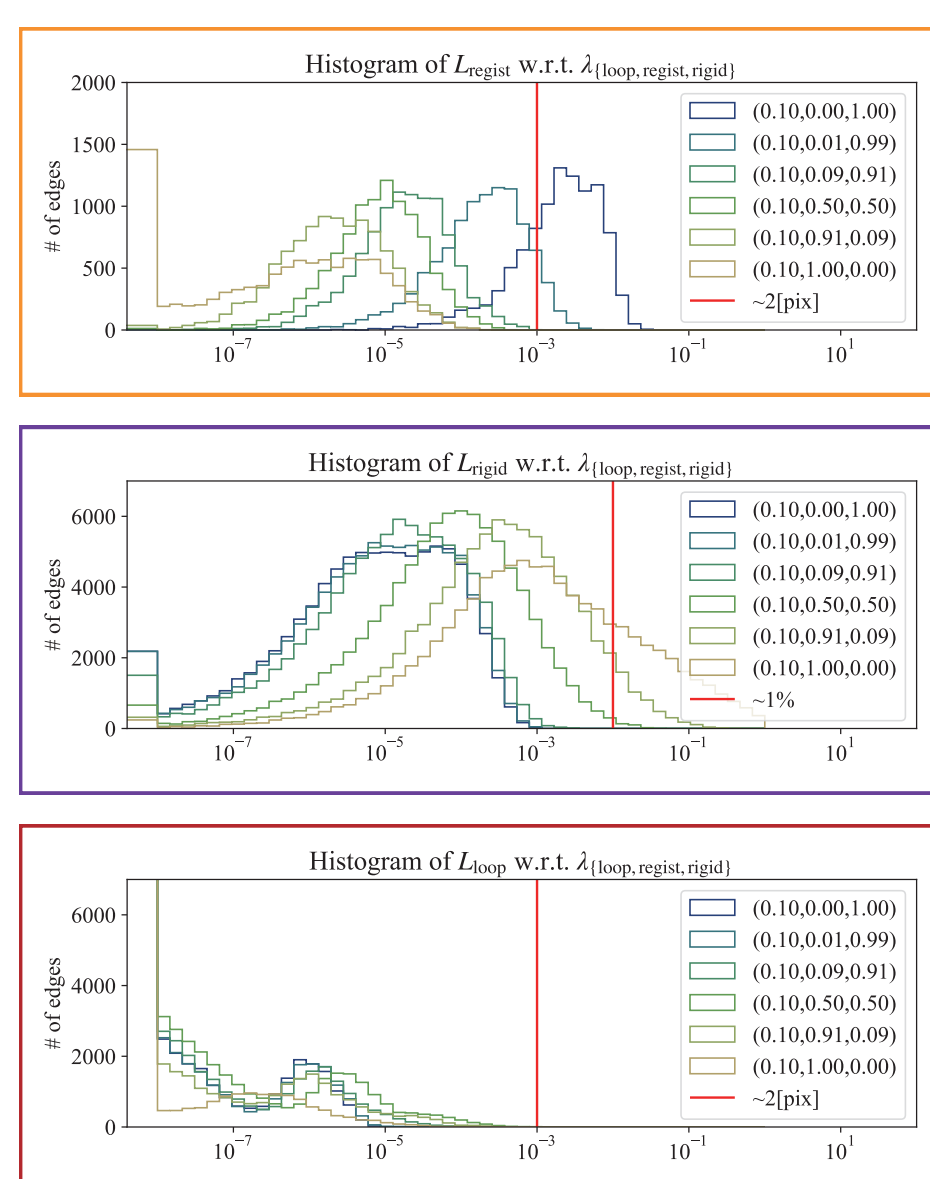 Histogram of L_regist w.r.t. λ_{loop, regist, rigid}
2000
1500
1000
500
0
# of edges
10⁻⁷ 10⁻⁵ 10⁻³ 10⁻¹ 10¹
(0.10,0.00,1.00)
(0.10,0.01,0.99)
(0.10,0.09,0.91)
(0.10,0.50,0.50)
(0.10,0.91,0.09)
(0.10,1.00,0.00)
~2[pix]
Histogram of L_rigid w.r.t. λ_{loop, regist, rigid}
6000
4000
2000
0
# of edges
10⁻⁷ 10⁻⁵ 10⁻³ 10⁻¹ 10¹
(0.10,0.00,1.00)
(0.10,0.01,0.99)
(0.10,0.09,0.91)
(0.10,0.50,0.50)
(0.10,0.91,0.09)
(0.10,1.00,0.00)
~1%
Histogram of L_loop w.r.t. λ_{loop, regist, rigid}
6000
4000
2000
0
# of edges
10⁻⁷ 10⁻⁵ 10⁻³ 10⁻¹ 10¹
(0.10,0.00,1.00)
(0.10,0.01,0.99)
(0.10,0.09,0.91)
(0.10,0.50,0.50)
(0.10,0.91,0.09)
(0.10,1.00,0.00)
~2[pix]